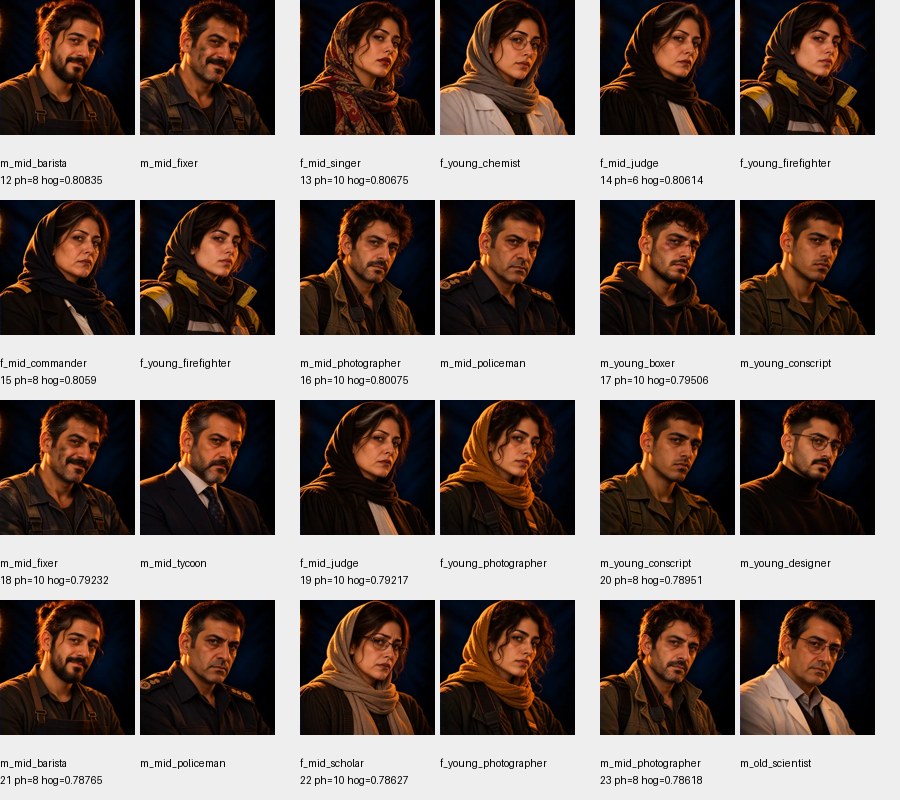 m_mid_barista m_mid_fixer f_mid_singer f_young_chemist f_mid_judge f_young_firefighter
12 ph=8 hog=0.80835 13 ph=10 hog=0.80675 14 ph=6 hog=0.80614
f_mid_commander f_young_firefighter m_mid_photographer m_mid_policeman m_young_boxer m_young_conscript
15 ph=8 hog=0.8059 16 ph=10 hog=0.80075 17 ph=10 hog=0.79506
m_mid_fixer m_mid_tycoon f_mid_judge f_young_photographer m_young_conscript m_young_designer
18 ph=10 hog=0.79232 19 ph=10 hog=0.79217 20 ph=8 hog=0.78951
m_mid_barista m_mid_policeman f_mid_scholar f_young_photographer m_mid_photographer m_old_scientist
21 ph=8 hog=0.78765 22 ph=10 hog=0.78627 23 ph=8 hog=0.78618